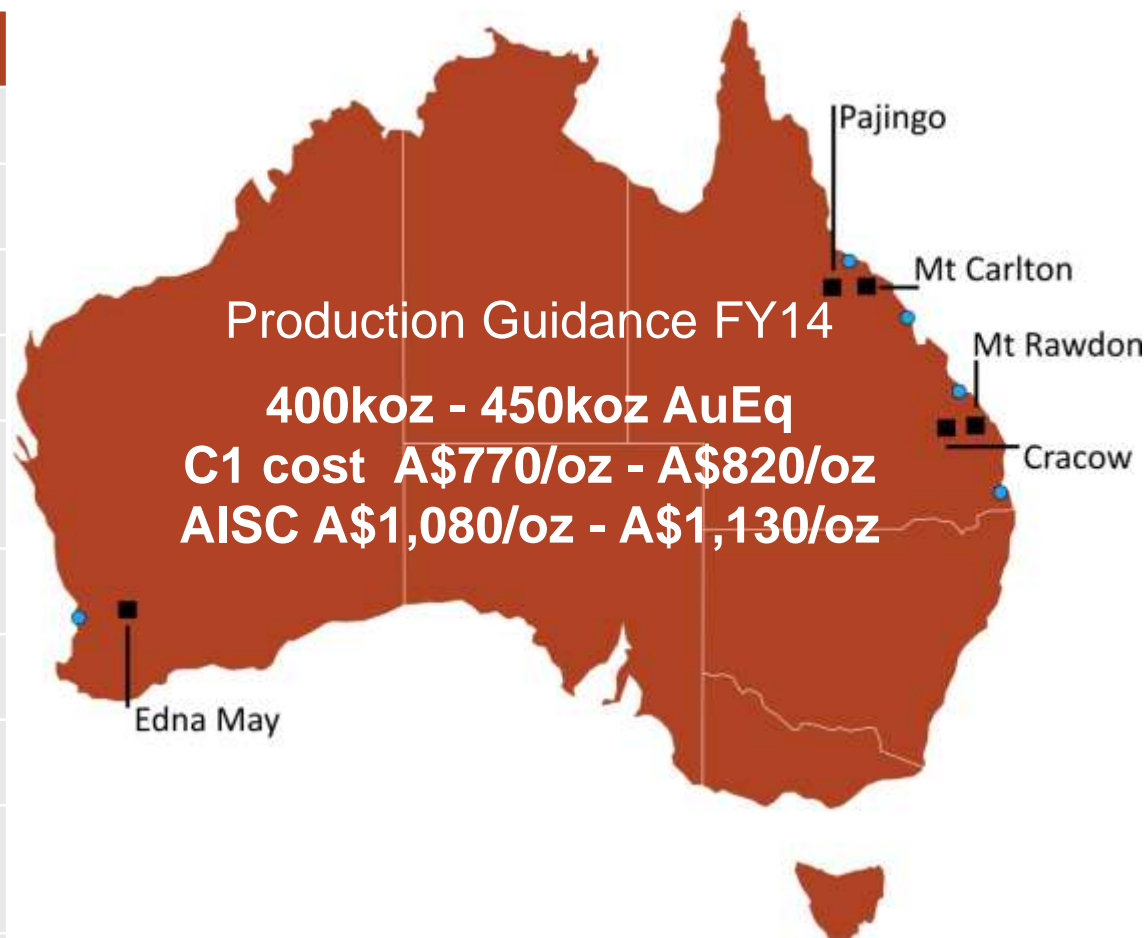 Pajingo
Mt Carlton
Production Guidance FY14
Mt Rawdon
400koz - 450koz AuEq
Cracow
C1 cost  A$770/oz - A$820/oz
AISC A$1,080/oz - A$1,130/oz
Edna May